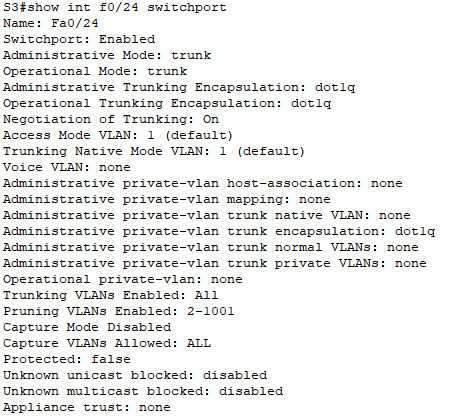 S3#show int f0/24 switchport
Name: Fa0/24
Switchport: Enabled
Administrative Mode: trunk
Operational Mode: trunk
Administrative Trunking Encapsulation: dot1q
Operational Trunking Encapsulation: dot1q
Negotiation of Trunking: On
Access Mode VLAN: 1 (default)
Trunking Native Mode VLAN: 1 (default)
Voice VLAN: none
Administrative private-vlan host-association: none
Administrative private-vlan mapping: none
Administrative private-vlan trunk native VLAN: none
Administrative private-vlan trunk encapsulation: dot1q
Administrative private-vlan trunk normal VLANs: none
Administrative private-vlan trunk private VLANs: none
Operational private-vlan: none
Trunking VLANs Enabled: All
Pruning VLANs Enabled: 2-1001
Capture Mode Disabled
Capture VLANs Allowed: ALL
Protected: false
Unknown unicast blocked: disabled
Unknown multicast blocked: disabled
Appliance trust: none